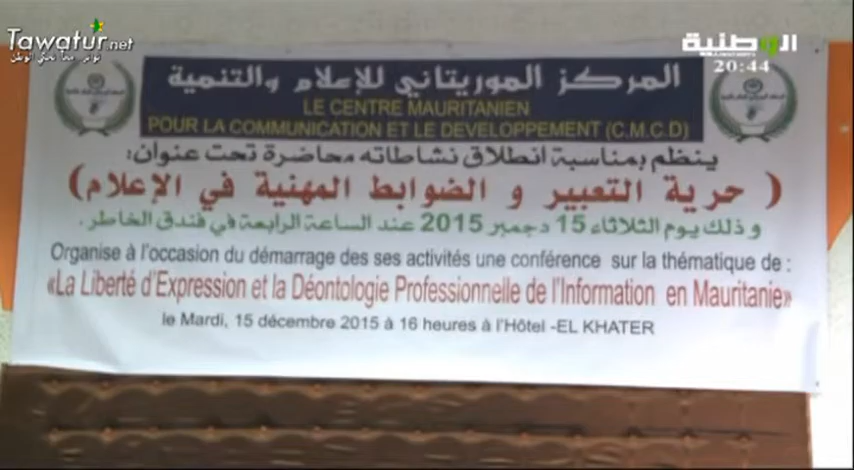 Tawatur.net
تواتر .. معا نحكي الوطن
الوطنية
20:44
المركز الموريتاني للإعلام والتنمية
LE CENTRE MAURITANIEN
POUR LA COMMUNICATION ET LE DEVELOPPEMENT (C.M.C.D)
ينظم بمناسبة انطلاق نشاطاته محاضرة تحت عنوان:
( حرية التعبير و الضوابط المهنية في الإعلام)
و ذلك يوم الثلاثاء 15 دجمبر 2015 عند الساعة الرابعة في فندق الخاطر .
Organise à l'occasion du démarrage des ses activités une conférence sur la thématique de :
«La Liberté d'Expression et la Déontologie Professionnelle de l'Information en Mauritanie»
le Mardi, 15 décembre 2015 à 16 heures à l'Hôtel -EL KHATER